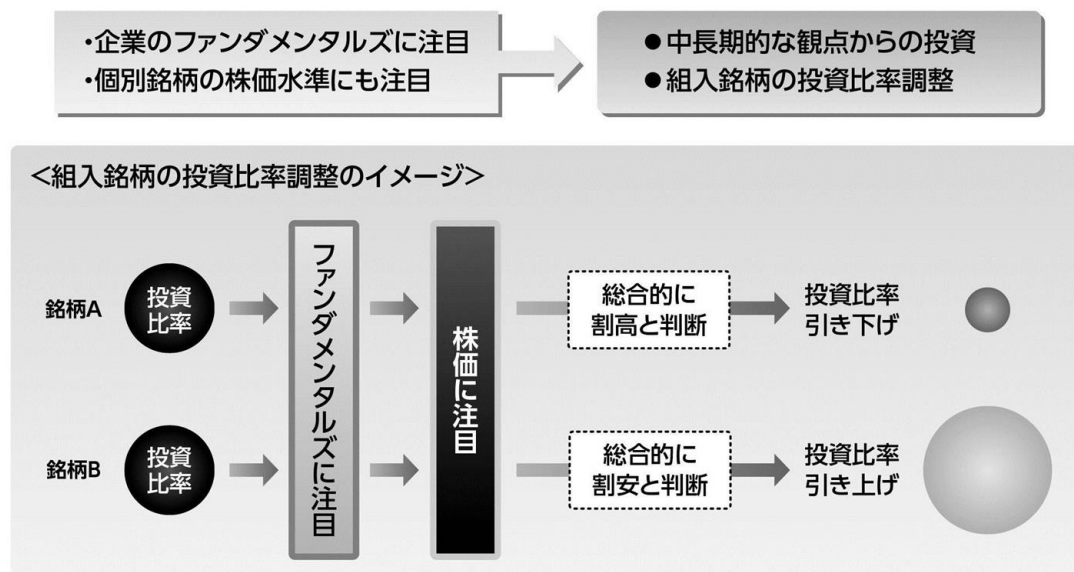 ・企業のファンダメンタルズに注目
・個別銘柄の株価水準にも注目
●中長期的な観点からの投資
●組入銘柄の投資比率調整
＜組入銘柄の投資比率調整のイメージ＞
銘柄A
投資
比率
ファンダメンタルズに注目
株価に注目
総合的に
割高と判断
投資比率
引き下げ
銘柄B
投資
比率
総合的に
割安と判断
投資比率
引き上げ